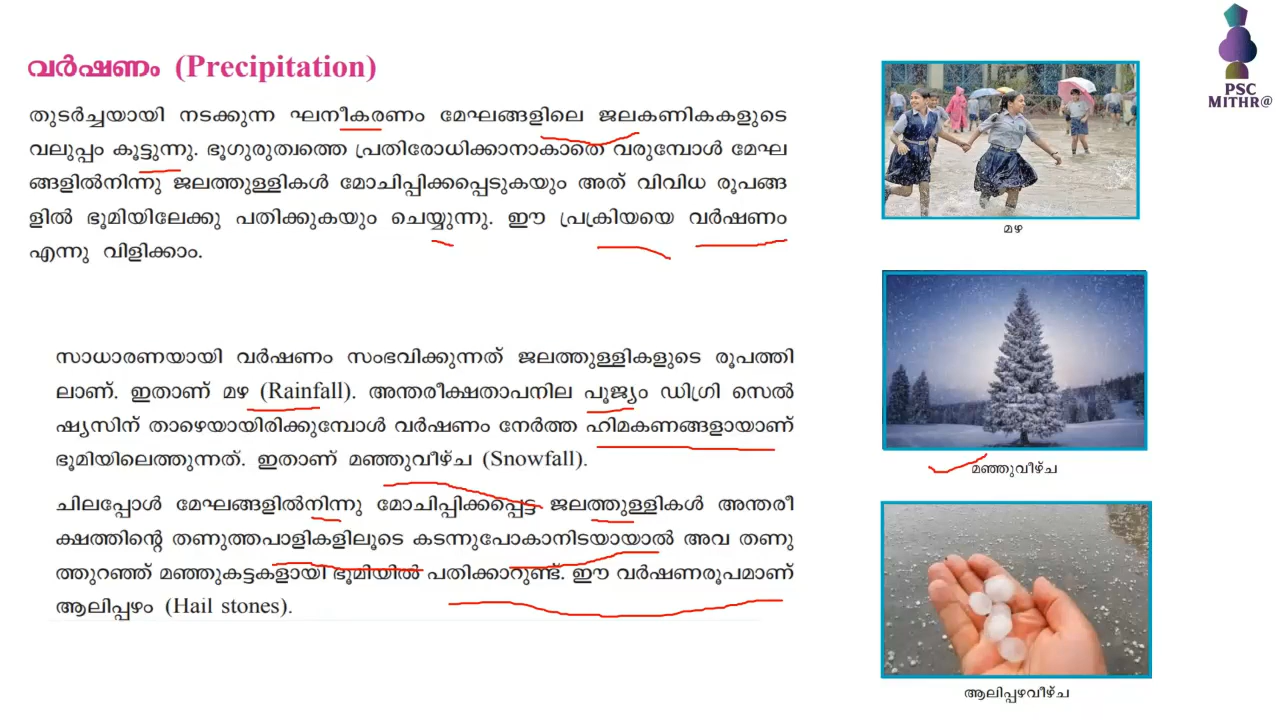 വർഷണം (Precipitation)
തുടർച്ചയായി നടക്കുന്ന ഘനീകരണം മേഘങ്ങളിലെ ജലകണികകളുടെ
വലുപ്പം കൂട്ടുന്നു. ഭൂഗുരുത്വത്തെ പ്രതിരോധിക്കാനാകാതെ വരുമ്പോൾ മേഘ
ങ്ങളിൽനിന്നു ജലത്തുള്ളികൾ മോചിപ്പിക്കപ്പെടുകയും അത് വിവിധ രൂപങ്ങ
ളിൽ ഭൂമിയിലേക്കു പതിക്കുകയും ചെയ്യുന്നു. ഈ പ്രക്രിയയെ വർഷണം
എന്നു വിളിക്കാം.
സാധാരണയായി വർഷണം സംഭവിക്കുന്നത് ജലത്തുള്ളികളുടെ രൂപത്തി
ലാണ്. ഇതാണ് മഴ (Rainfall). അന്തരീക്ഷതാപനില പൂജ്യം ഡിഗ്രി സെൽ
ഷ്യസിന് താഴെയായിരിക്കുമ്പോൾ വർഷണം നേർത്ത ഹിമകണങ്ങളായാണ്
ഭൂമിയിലെത്തുന്നത്. ഇതാണ് മഞ്ഞുവീഴ്ച (Snowfall).
ചിലപ്പോൾ മേഘങ്ങളിൽനിന്നു മോചിപ്പിക്കപ്പെട്ട ജലത്തുള്ളികൾ അന്തരീ
ക്ഷത്തിന്റെ തണുത്തപാളികളിലൂടെ കടന്നുപോകാനിടയായാൽ അവ തണു
ത്തുറഞ്ഞ് മഞ്ഞുകട്ടകളായി ഭൂമിയിൽ പതിക്കാറുണ്ട്. ഈ വർഷണരൂപമാണ്
ആലിപ്പഴം (Hail stones).
PSC
MITHR@
മഴ
മഞ്ഞുവീഴ്ച
ആലിപ്പഴവീഴ്ച